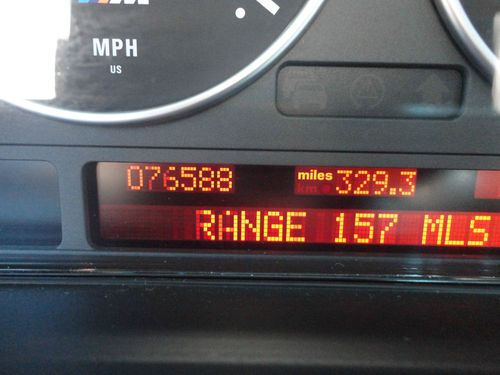 M
MPH
US
076588 miles 329.3
km
RANGE 157 MLS